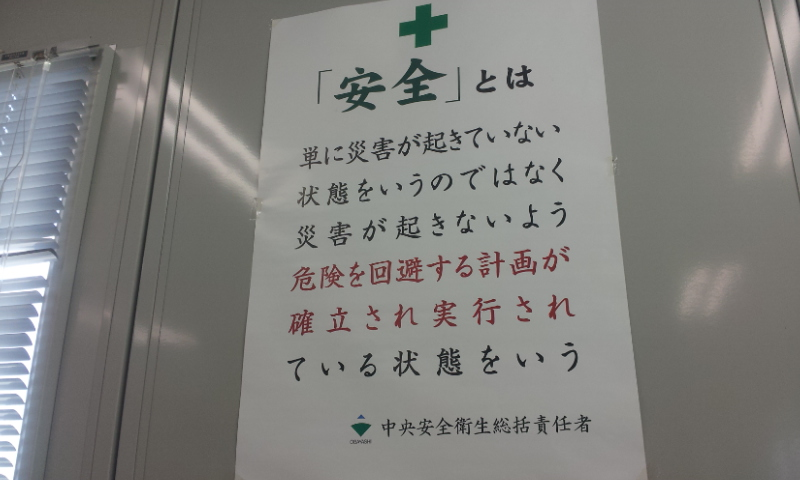 「安全」とは
単に災害が起きていない
状態をいうのではなく
災害が起きないよう
危険を回避する計画が
確立され実行され
ている状態をいう
中央安全衛生総括責任者